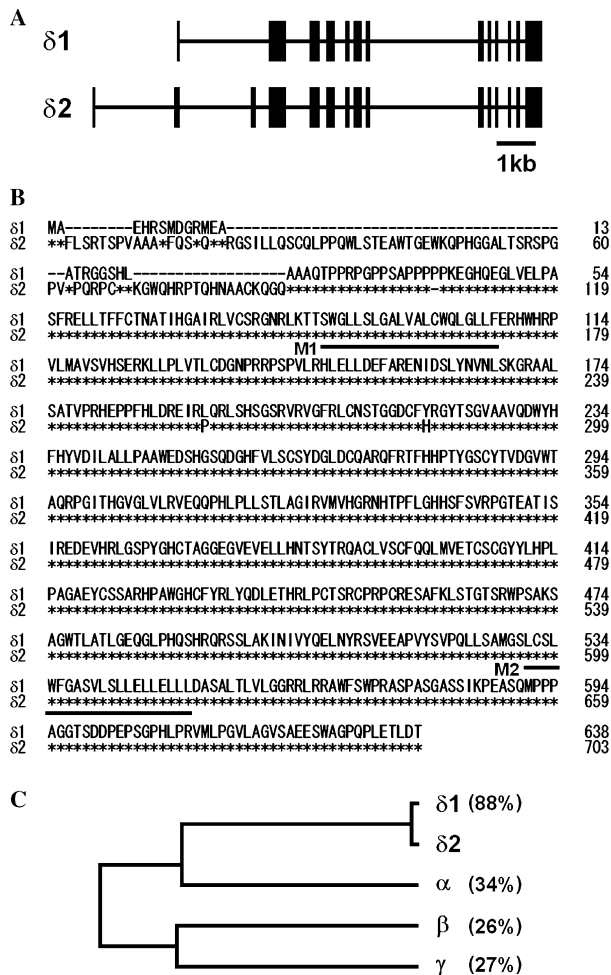 A
δ1
δ2
1kb
B
δ1 MA--------EHRSMDGRMEA--------------------------------------- 13
δ2 **FLSRTSPVAAA*FQS*Q**RGSILLQSCQLPPQWLSTEAWTGEWKQPHGGALTSRSPG 60
δ1 --ATRGGSHL-----------------AAAQTPPRPGPPSAPPPPPKEGHQEGLVELPA 54
δ2 PV*PQRPC**KGWQHRPTQHNAACKQGQ****************-*************** 119
δ1 SFRELLTFFCTNATIHGAIRLVCSRGNRLKTTSWGLLSLGALVALCWQLGLLFERHWHRP 114
δ2 ************************************************************ 179
M1
δ1 VLMAVSVHSERKLLPLVTLCDGNPRRPSPVLRHLELLDEFARENIDSLYNVNLSKGRAAL 174
δ2 ************************************************************ 239
δ1 SATVPRHEPPFHLDREIRLQRLSHSGSRVRVGFRLCNSTGGDCFYRGYTSGVAAVQDWYH 234
δ2 ******************P*************************H*************** 299
δ1 FHYVDILALLPAAWEDSHGSQDGHFVLSCSYDGLDCQARQFRTFHHPTYGSCYTVDGVWT 294
δ2 ************************************************************ 359
δ1 AQRPGITHGVGLVLRVEQQPHLPLLSTLAGIRVMVHGRNHTPFLGHHSFSVRPGTEATIS 354
δ2 ************************************************************ 419
δ1 IREDEVHRLGSPYGHCTAGGEGVEVELLHNTSYTRQACLVSCFQQLMVETCSCGYYLHPL 414
δ2 ************************************************************ 479
δ1 PAGAEYCSSARHPAWGHCFYRLYQDLETHRLPCTSRCPRPCRESAFKLSTGTSRWPSAKS 474
δ2 ************************************************************ 539
δ1 AGWTLATLGEQGLPHQSHRQRSSLAKINIVYQELNYRSVEEAPVYSVPQLLSAMGSLCSL 534
δ2 ************************************************************ 599
M2
δ1 WFGASVLSLLELLELLLDASALTLVLGGRRLRRAWFSWPRASPASGASSIKPEASQMPPP 594
δ2 ************************************************************ 659
δ1 AGGTSDDPEPSGPHLPRVMLPGVLAGVSAEESWAGPQPLETLDT 638
δ2 ******************************************** 703
C
δ1 (88%)
δ2
α (34%)
β (26%)
γ (27%)